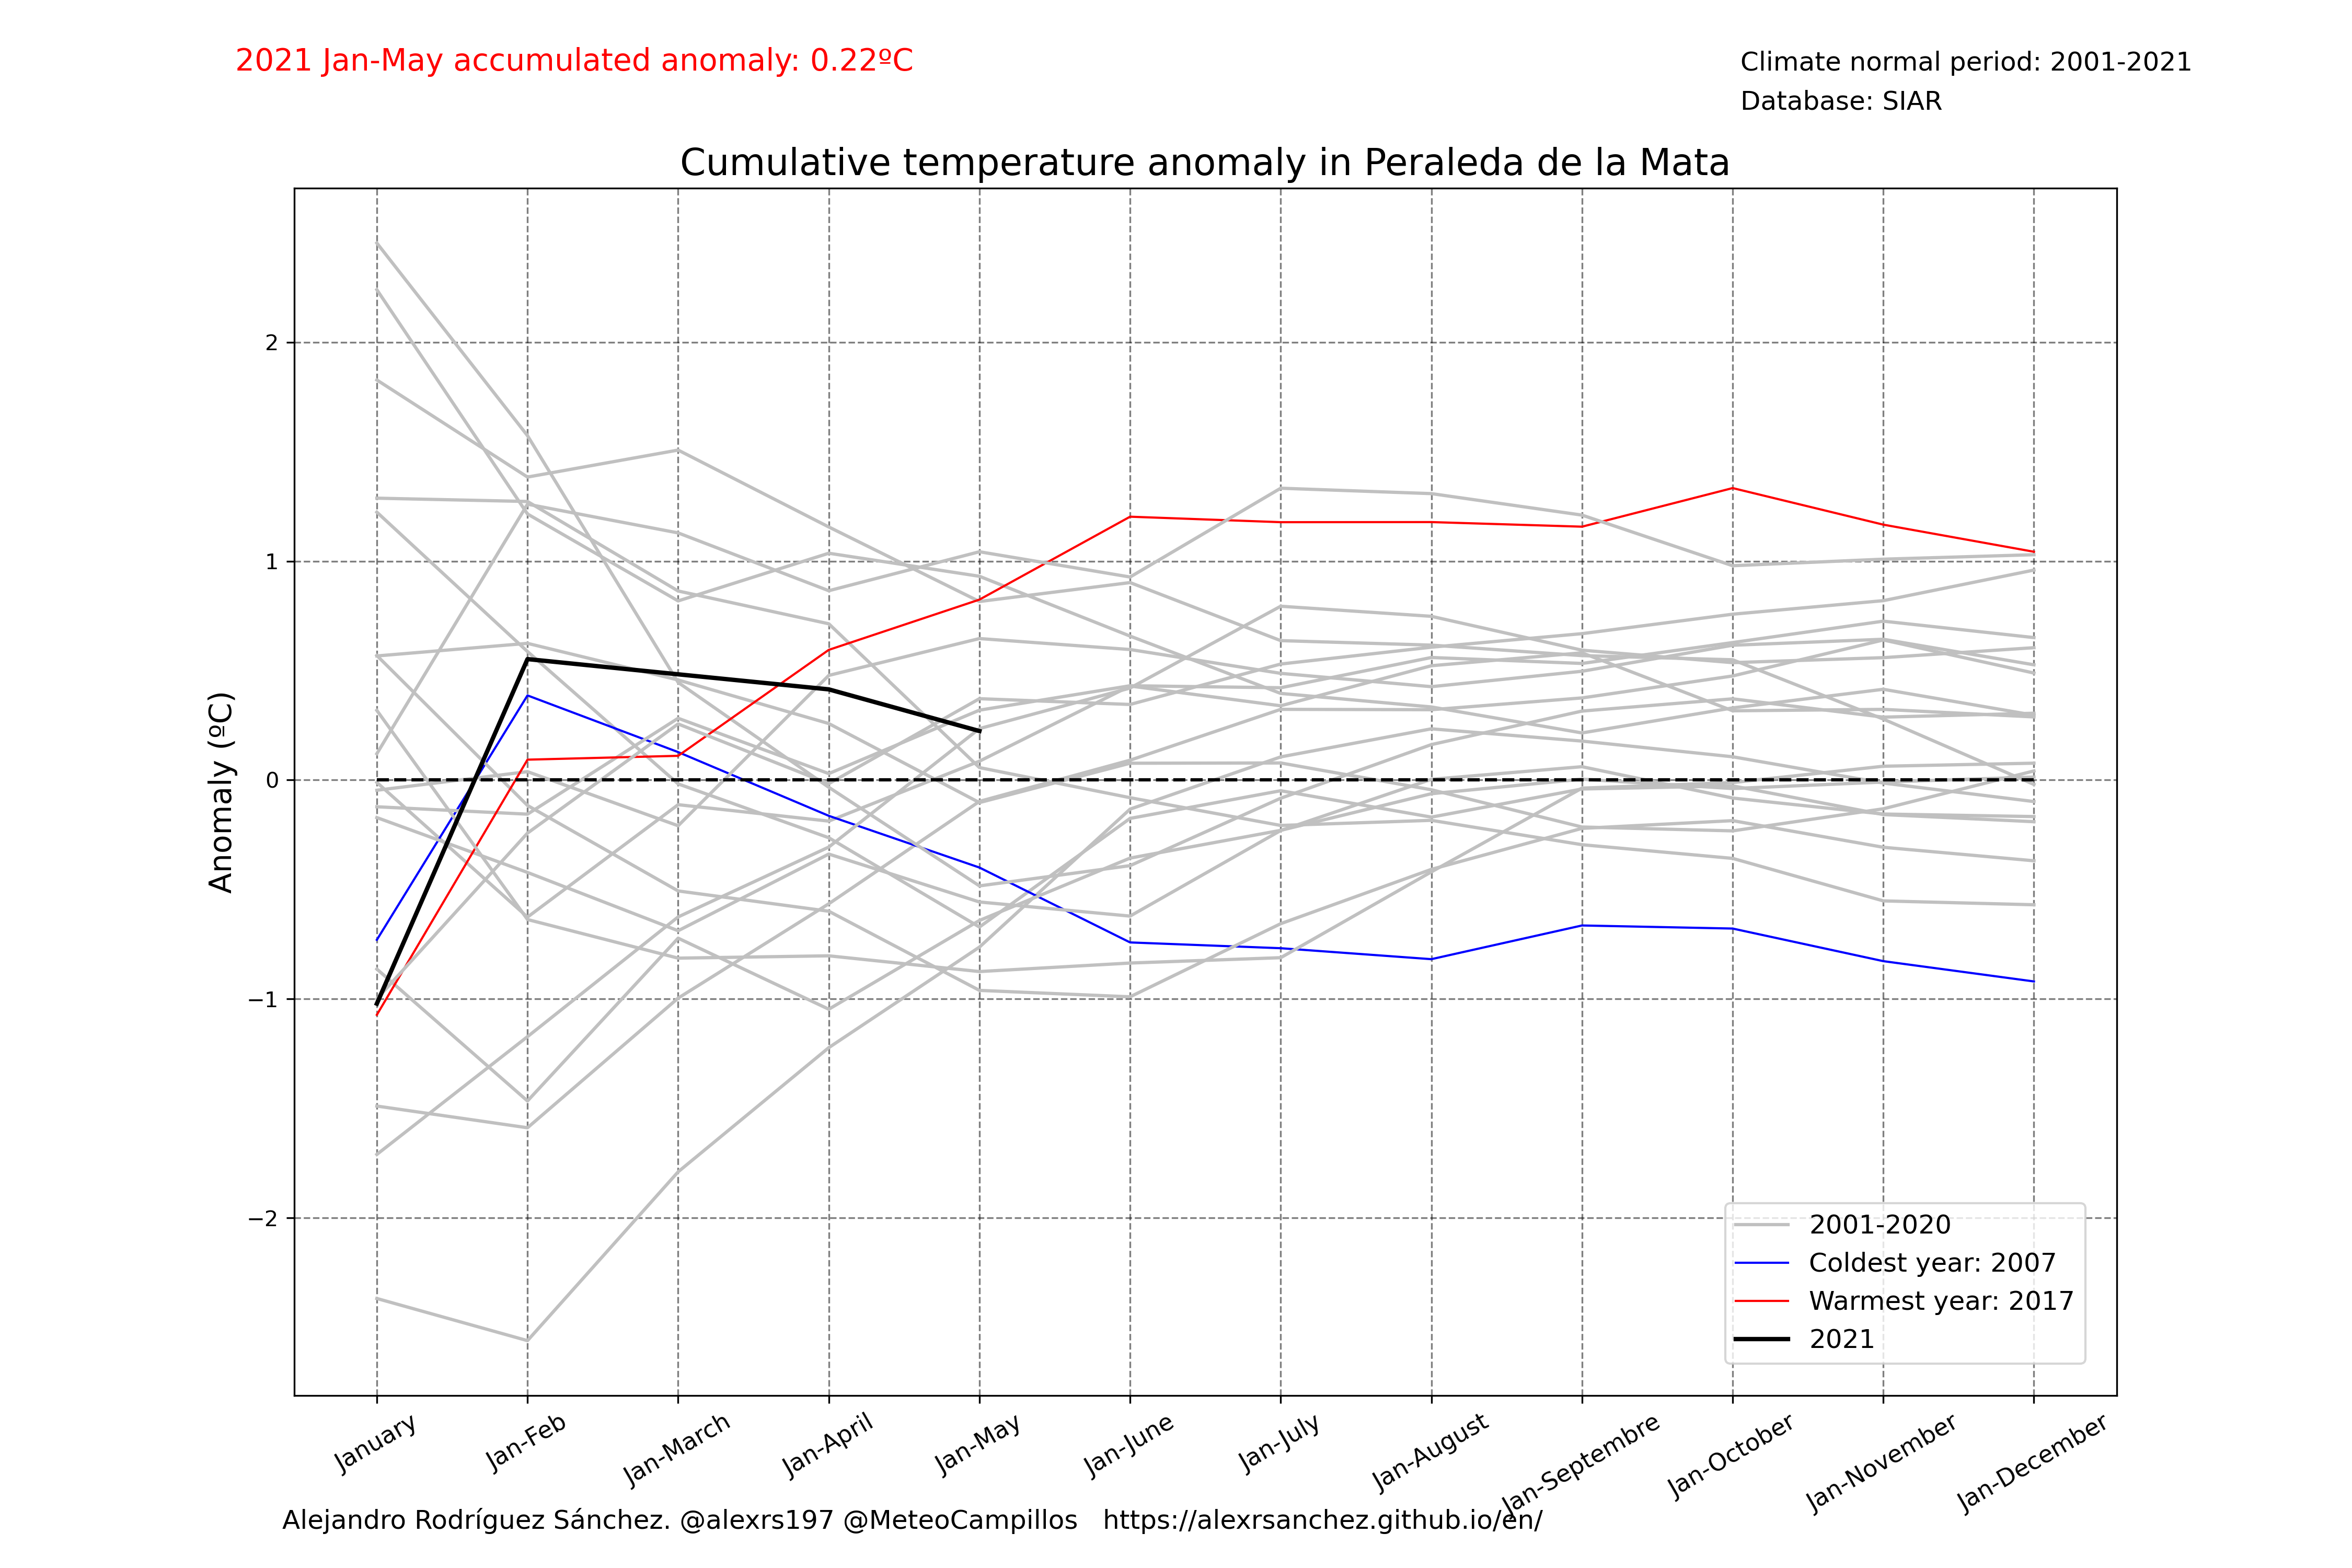 2021 Jan-May accumulated anomaly: 0.22ºC
Climate normal period: 2001-2021
Database: SIAR
Cumulative temperature anomaly in Peraleda de la Mata
Anomaly (ºC)
2
1
0
−1
−2
2001-2020
Coldest year: 2007
Warmest year: 2017
2021
January
Jan-Feb
Jan-March
Jan-April
Jan-May
Jan-June
Jan-July
Jan-August
Jan-Septembre
Jan-October
Jan-November
Jan-December
Alejandro Rodríguez Sánchez. @alexrs197 @MeteoCampillos https://alexrsanchez.github.io/en/